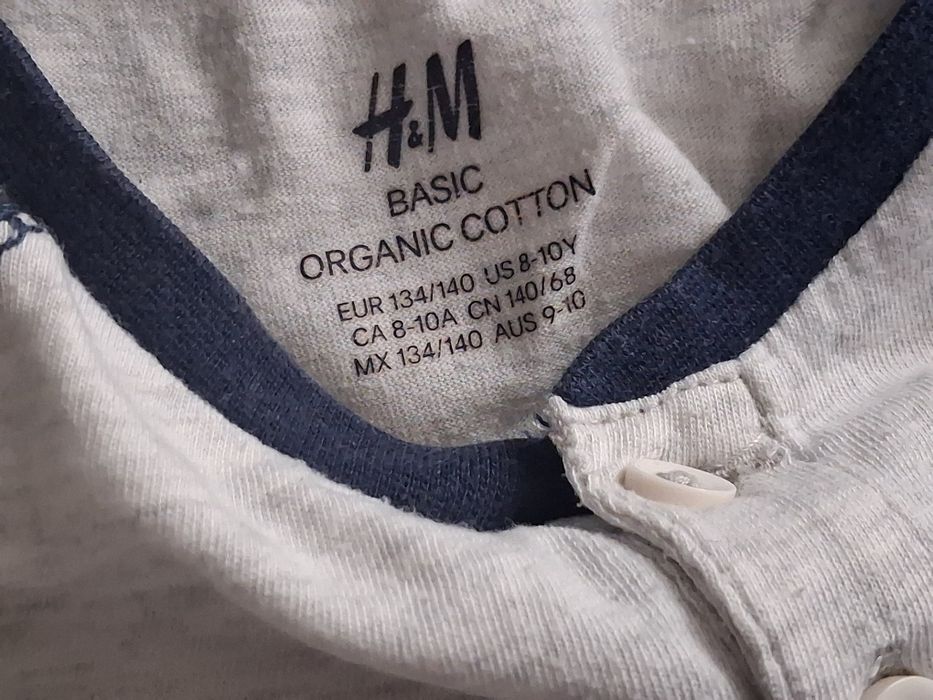 H&M
BASIC
ORGANIC COTTON
EUR 134/140 US 8-10Y
CA 8-10A CN 140/68
MX 134/140 AUS 9-10